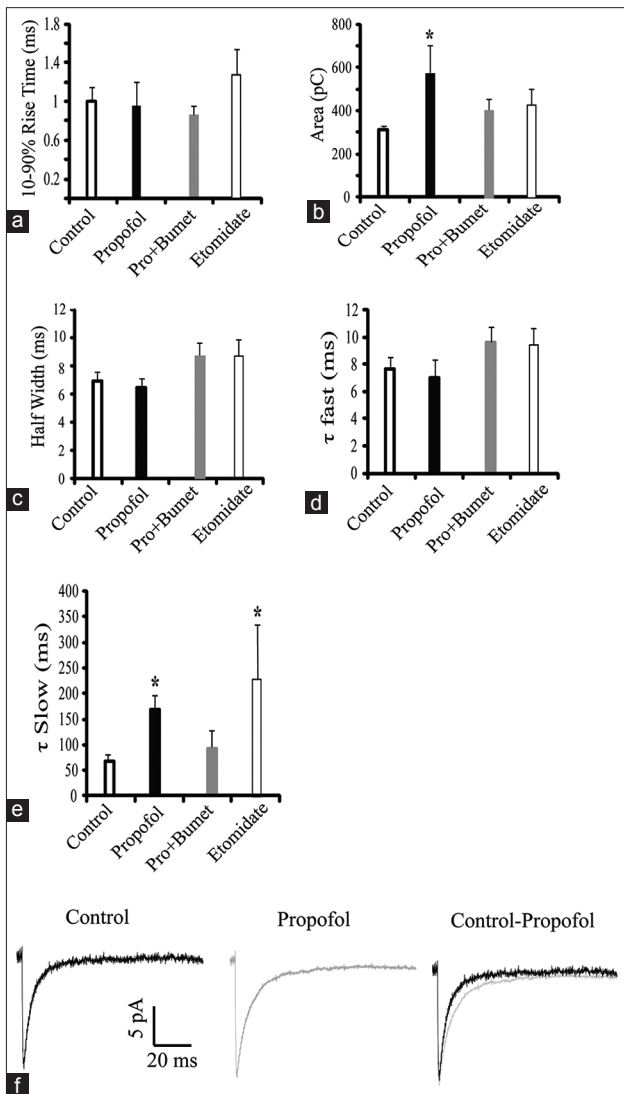 10-90% Rise Time (ms)
1.8
1.4
1
0.6
0.2
Control
Propofol
Pro+Bumet
Etomidate
a
Area (pC)
800
600
400
200
0
*
Control
Propofol
Pro+Bumet
Etomidate
b
Half Width (ms)
12
10
8
6
4
2
0
Control
Propofol
Pro+Bumet
Etomidate
c
τ fast (ms)
12
10
8
6
4
2
0
Control
Propofol
Pro+Bumet
Etomidate
d
τ Slow (ms)
400
350
300
250
200
150
100
50
0
*
*
Control
Propofol
Pro+Bumet
Etomidate
e
Control
Propofol
Control-Propofol
5 pA
20 ms
f